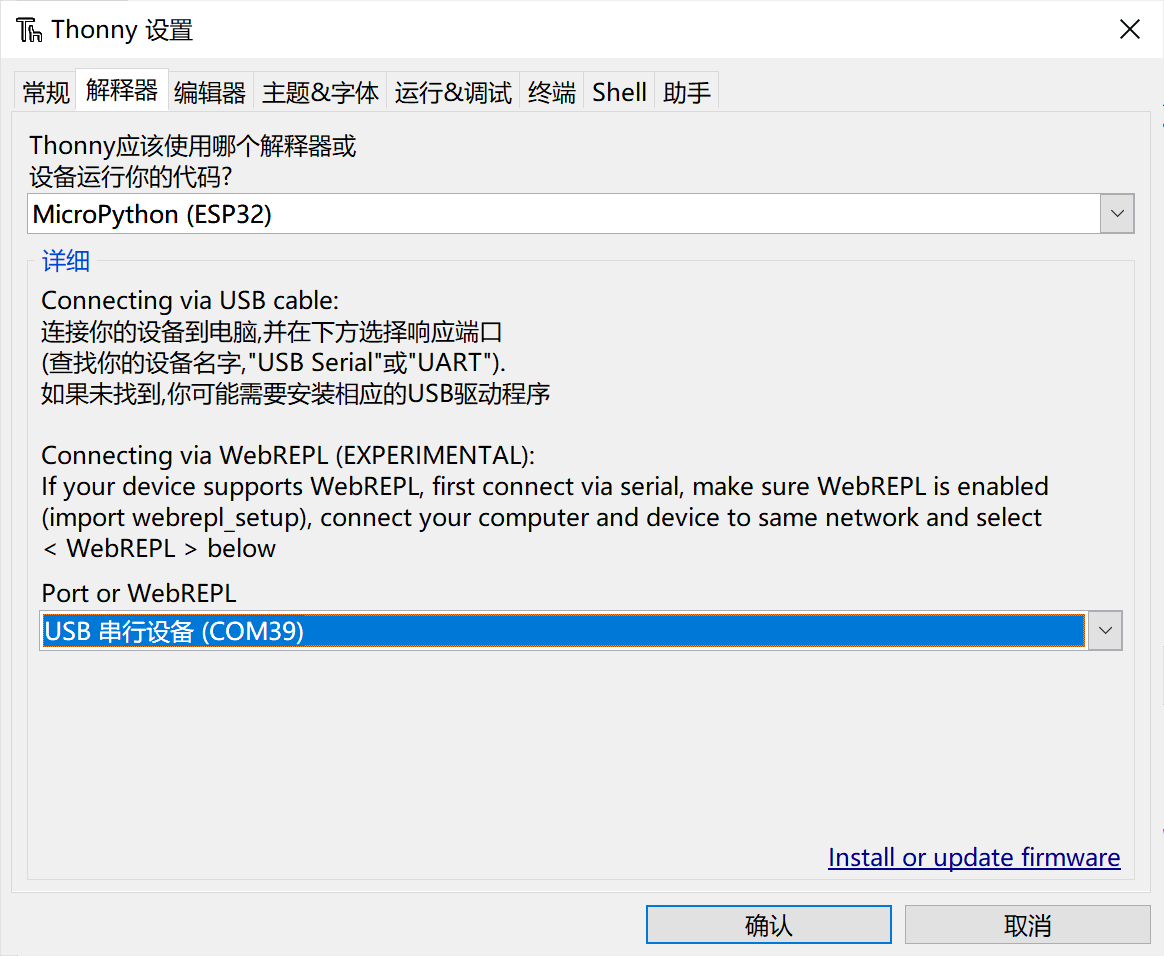 Thonny 设置
常规 解释器 编辑器 主题&字体 运行&调试 终端 Shell 助手
Thonny应该使用哪个解释器或
设备运行你的代码?
MicroPython (ESP32)
详细
Connecting via USB cable:
连接你的设备到电脑,并在下方选择响应端口
(查找你的设备名字,"USB Serial"或"UART").
如果未找到,你可能需要安装相应的USB驱动程序
Connecting via WebREPL (EXPERIMENTAL):
If your device supports WebREPL, first connect via serial, make sure WebREPL is enabled
(import webrepl_setup), connect your computer and device to same network and select
< WebREPL > below
Port or WebREPL
USB 串行设备 (COM39)
Install or update firmware
确认 取消